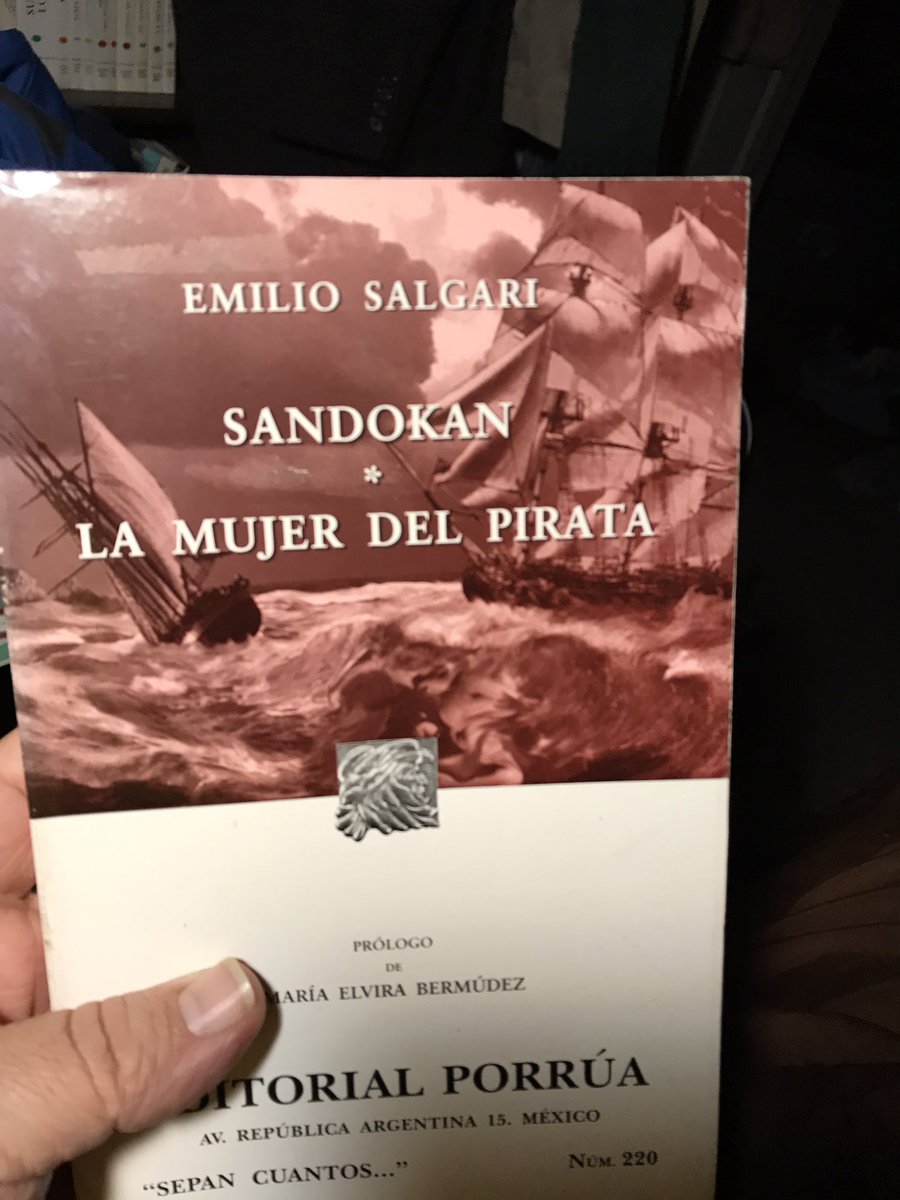 EMILIO SALGARI
SANDOKAN
*
LA MUJER DEL PIRATA
PRÓLOGO
DE
MARÍA ELVIRA BERMÚDEZ
EDITORIAL PORRÚA
AV. REPÚBLICA ARGENTINA 15. MÉXICO
“SEPAN CUANTOS...” NÚM. 220